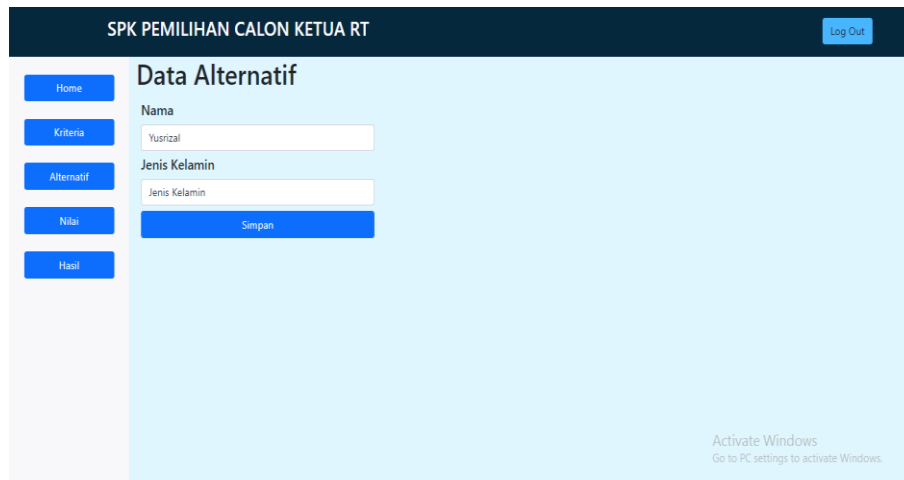 SPK PEMILIHAN CALON KETUA RT
Log Out
Home
Kriteria
Alternatif
Nilai
Hasil
Data Alternatif
Nama
Yusrizal
Jenis Kelamin
Jenis Kelamin
Simpan
Activate Windows
Go to PC settings to activate Windows.